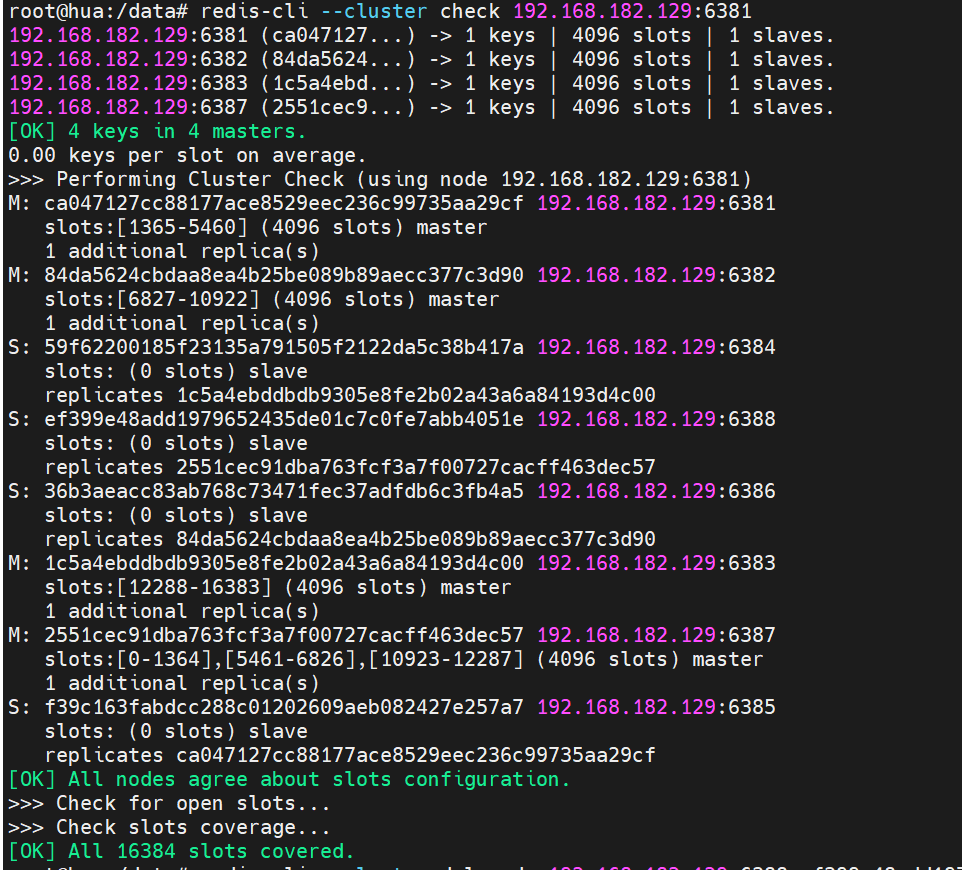 root@hua:/data# redis-cli --cluster check 192.168.182.129:6381
192.168.182.129:6381 (ca047127...) -> 1 keys | 4096 slots | 1 slaves.
192.168.182.129:6382 (84da5624...) -> 1 keys | 4096 slots | 1 slaves.
192.168.182.129:6383 (1c5a4ebd...) -> 1 keys | 4096 slots | 1 slaves.
192.168.182.129:6387 (2551cec9...) -> 1 keys | 4096 slots | 1 slaves.
[OK] 4 keys in 4 masters.
0.00 keys per slot on average.
>>> Performing Cluster Check (using node 192.168.182.129:6381)
M: ca047127cc88177ace8529eec236c99735aa29cf 192.168.182.129:6381
   slots:[1365-5460] (4096 slots) master
   1 additional replica(s)
M: 84da5624cbdaa8ea4b25be089b89aecc377c3d90 192.168.182.129:6382
   slots:[6827-10922] (4096 slots) master
   1 additional replica(s)
S: 59f62200185f23135a791505f2122da5c38b417a 192.168.182.129:6384
   slots: (0 slots) slave
   replicates 1c5a4ebddbdb9305e8fe2b02a43a6a84193d4c00
S: ef399e48add1979652435de01c7c0fe7abb4051e 192.168.182.129:6388
   slots: (0 slots) slave
   replicates 2551cec91dba763fcf3a7f00727cacff463dec57
S: 36b3aeacc83ab768c73471fec37adfdb6c3fb4a5 192.168.182.129:6386
   slots: (0 slots) slave
   replicates 84da5624cbdaa8ea4b25be089b89aecc377c3d90
M: 1c5a4ebddbdb9305e8fe2b02a43a6a84193d4c00 192.168.182.129:6383
   slots:[12288-16383] (4096 slots) master
   1 additional replica(s)
M: 2551cec91dba763fcf3a7f00727cacff463dec57 192.168.182.129:6387
   slots:[0-1364],[5461-6826],[10923-12287] (4096 slots) master
   1 additional replica(s)
S: f39c163fabdcc288c01202609aeb082427e257a7 192.168.182.129:6385
   slots: (0 slots) slave
   replicates ca047127cc88177ace8529eec236c99735aa29cf
[OK] All nodes agree about slots configuration.
>>> Check for open slots...
>>> Check slots coverage...
[OK] All 16384 slots covered.